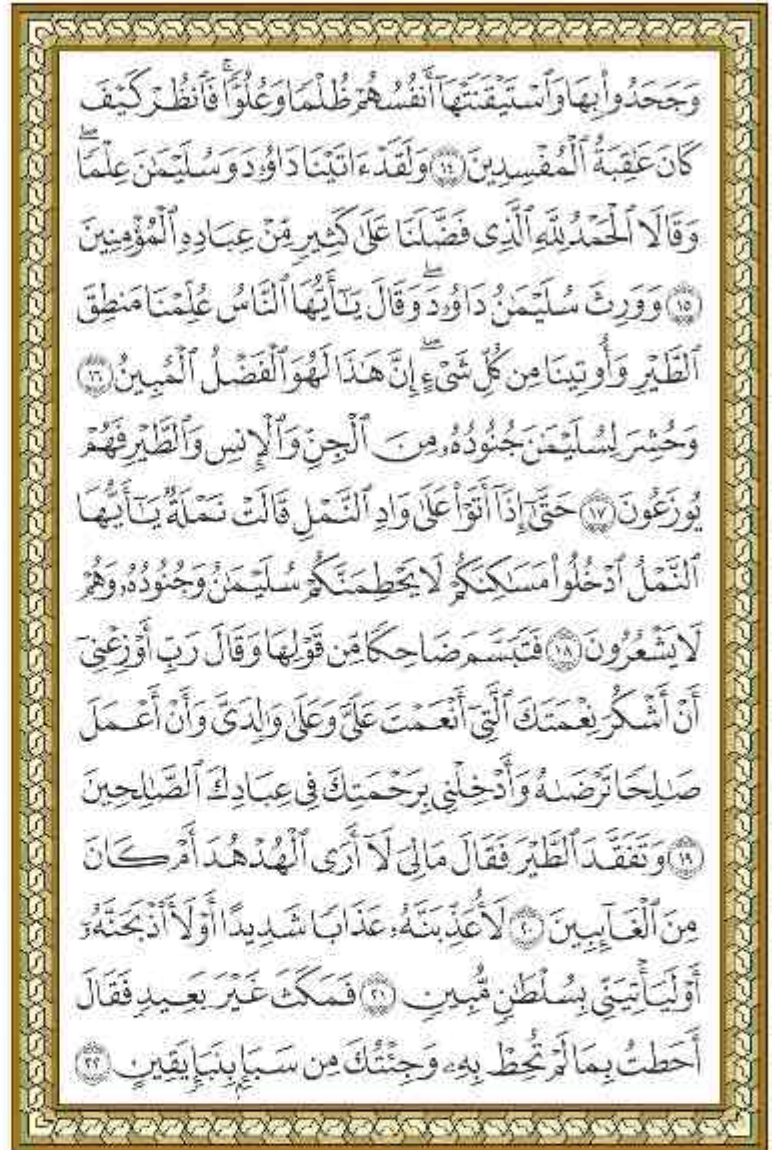 وَجَحَدُوا۟ بِهَا وَٱسْتَيْقَنَتْهَآ أَنفُسُهُمْ ظُلْمًا وَعُلُوًّا ۚ فَٱنظُرْ كَيْفَ
كَانَ عَـٰقِبَةُ ٱلْمُفْسِدِينَ ١٤ وَلَقَدْ ءَاتَيْنَا دَاوُۥدَ وَسُلَيْمَـٰنَ عِلْمًا ۖ
وَقَالَا ٱلْحَمْدُ لِلَّهِ ٱلَّذِى فَضَّلَنَا عَلَىٰ كَثِيرٍ مِّنْ عِبَادِهِ ٱلْمُؤْمِنِينَ
١٥ وَوَرِثَ سُلَيْمَـٰنُ دَاوُۥدَ ۖ وَقَالَ يَـٰٓأَيُّهَا ٱلنَّاسُ عُلِّمْنَا مَنطِقَ
ٱلطَّيْرِ وَأُوتِينَا مِن كُلِّ شَىْءٍ ۖ إِنَّ هَـٰذَا لَهُوَ ٱلْفَضْلُ ٱلْمُبِينُ ١٦
وَحُشِرَ لِسُلَيْمَـٰنَ جُنُودُهُۥ مِنَ ٱلْجِنِّ وَٱلْإِنسِ وَٱلطَّيْرِ فَهُمْ
يُوزَعُونَ ١٧ حَتَّىٰٓ إِذَآ أَتَوْا۟ عَلَىٰ وَادِ ٱلنَّمْلِ قَالَتْ نَمْلَةٌ يَـٰٓأَيُّهَا
ٱلنَّمْلُ ٱدْخُلُوا۟ مَسَـٰكِنَكُمْ لَا يَحْطِمَنَّكُمْ سُلَيْمَـٰنُ وَجُنُودُهُۥ وَهُمْ
لَا يَشْعُرُونَ ١٨ فَتَبَسَّمَ ضَاحِكًا مِّن قَوْلِهَا وَقَالَ رَبِّ أَوْزِعْنِىٓ
أَنْ أَشْكُرَ نِعْمَتَكَ ٱلَّتِىٓ أَنْعَمْتَ عَلَىَّ وَعَلَىٰ وَٰلِدَىَّ وَأَنْ أَعْمَلَ
صَـٰلِحًا تَرْضَىٰهُ وَأَدْخِلْنِى بِرَحْمَتِكَ فِى عِبَادِكَ ٱلصَّـٰلِحِينَ
١٩ وَتَفَقَّدَ ٱلطَّيْرَ فَقَالَ مَالِىَ لَآ أَرَى ٱلْهُدْهُدَ أَمْ كَانَ
مِنَ ٱلْغَآئِبِينَ ٢٠ لَأُعَذِّبَنَّهُۥ عَذَابًا شَدِيدًا أَوْ لَأَا۟ذْبَحَنَّهُۥٓ
أَوْ لَيَأْتِيَنِّى بِسُلْطَـٰنٍ مُّبِينٍ ٢١ فَمَكَثَ غَيْرَ بَعِيدٍ فَقَالَ
أَحَطتُ بِمَا لَمْ تُحِطْ بِهِۦ وَجِئْتُكَ مِن سَبَإٍۭ بِنَبَإٍ يَقِينٍ ٢٢